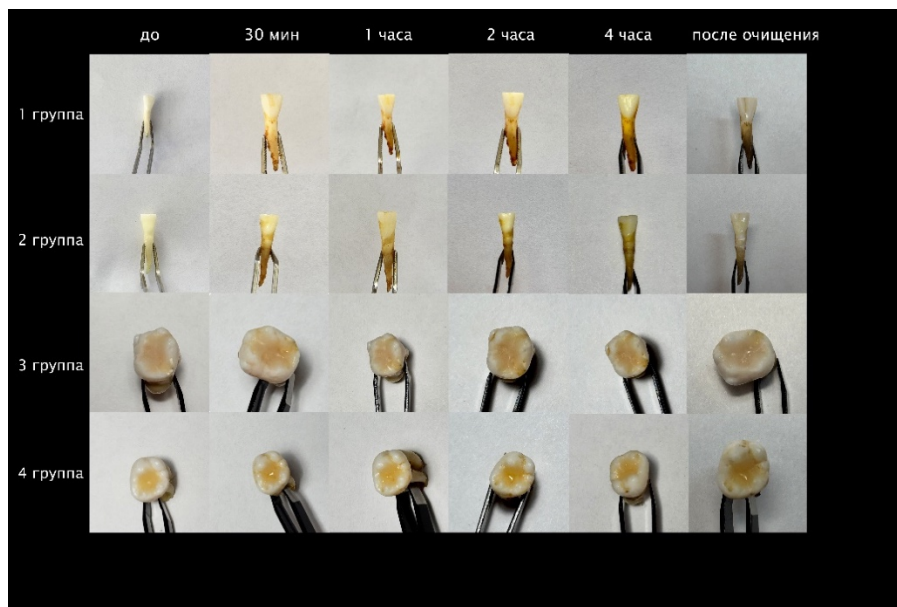 до 30 мин 1 часа 2 часа 4 часа после очищения
1 группа
2 группа
3 группа
4 группа